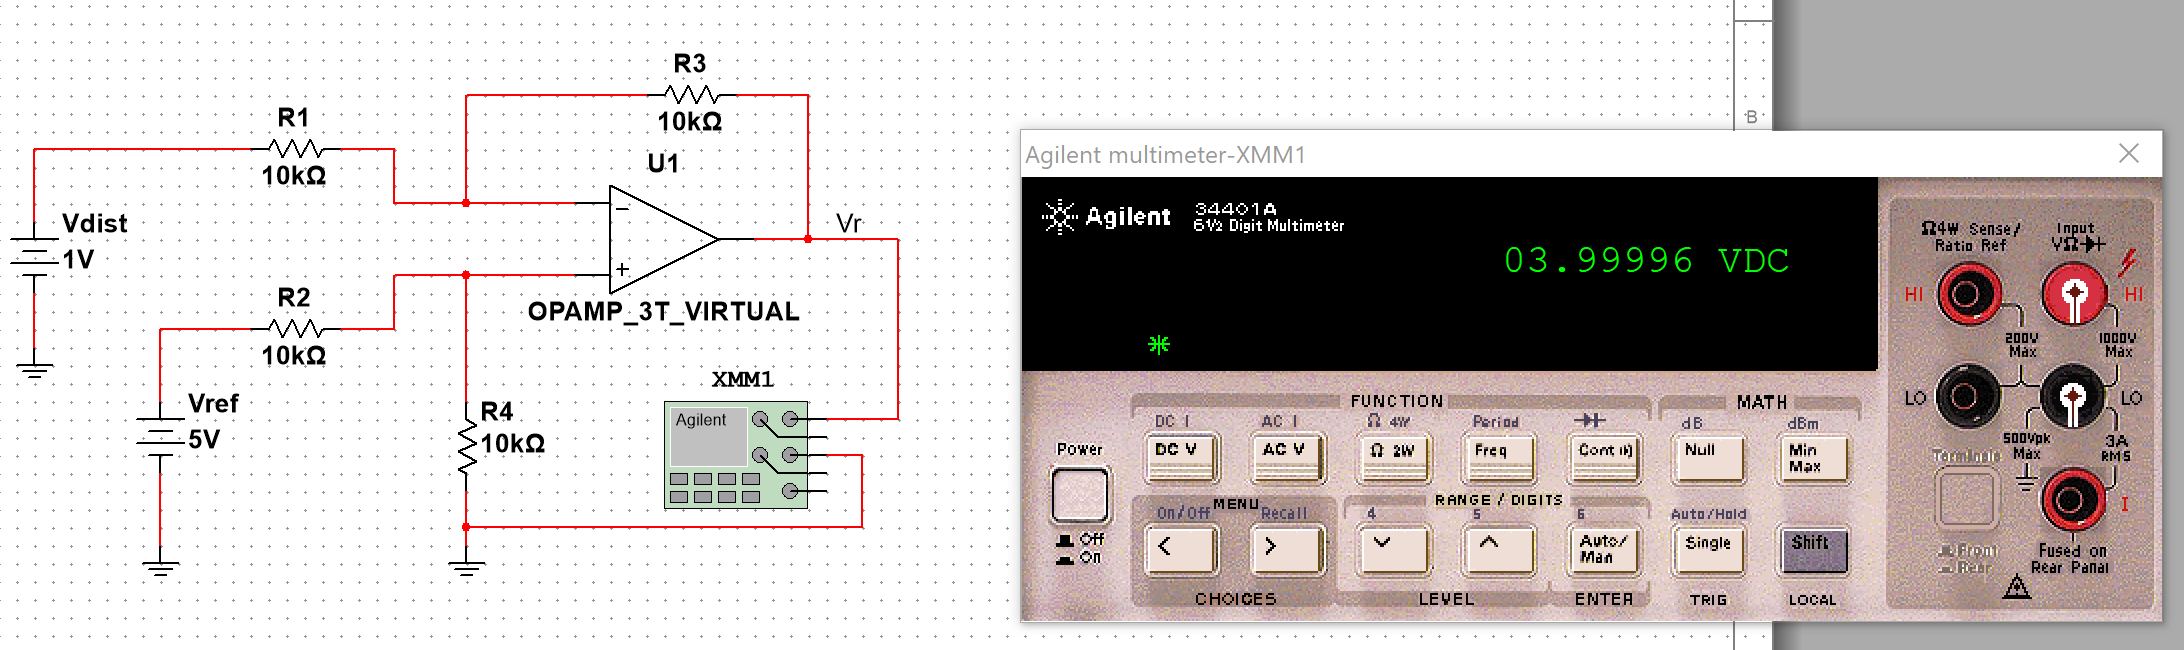 R3
10kΩ
R1
10kΩ
U1
Vdist
1V
Vr
R2
10kΩ
OPAMP_3T_VIRTUAL
Vref
5V
R4
10kΩ
XMM1
Agilent
B
Agilent multimeter-XMM1
Agilent
34401A
6½ Digit Multimeter
03.99996 VDC
Ω4W Sense/
Ratio Ref
Input
VΩ
HI
HI
200V
Max
1000V
Max
LO
LO
500Vpk
Max
3A
RMS
Terminals
I
Front
Rear
Fused on
Rear Panal
Power
Off
On
FUNCTION
MATH
DC I
AC I
Ω 4W
Period
dB
dBm
DC V
AC V
Ω 2W
Freq
Cont
Null
Min
Max
MENU
RANGE / DIGITS
On/Off
Recall
4
5
6
Auto/Hold
<
>
Auto/
Man
Single
Shift
CHOICES
LEVEL
ENTER
TRIG
LOCAL